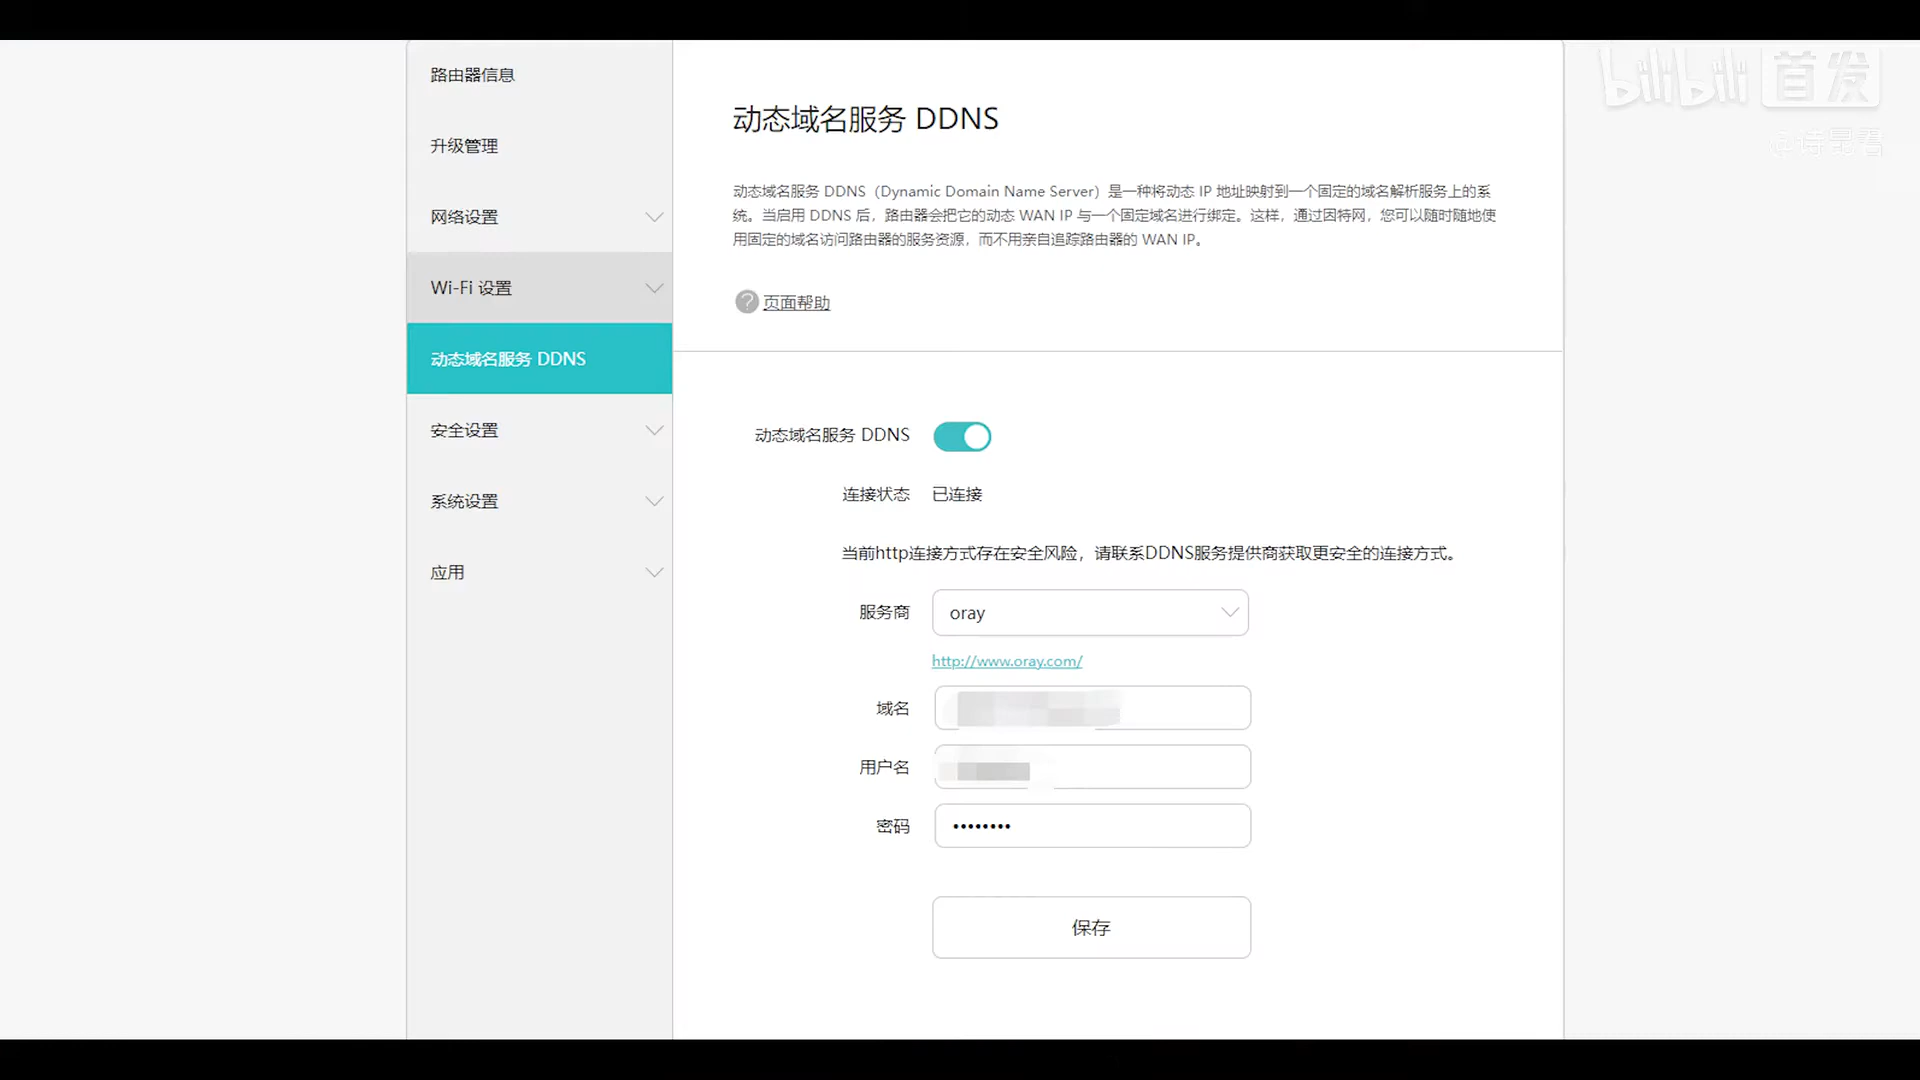 bilibili 首发
路由器信息
升级管理
网络设置
Wi-Fi 设置
动态域名服务 DDNS
安全设置
系统设置
应用
动态域名服务 DDNS
动态域名服务 DDNS（Dynamic Domain Name Server）是一种将动态 IP 地址映射到一个固定的域名解析服务上的系
统。当启用 DDNS 后，路由器会把它的动态 WAN IP 与一个固定域名进行绑定。这样，通过因特网，您可以随时随地使
用固定的域名访问路由器的服务资源，而不用亲自追踪路由器的 WAN IP。
? 页面帮助
动态域名服务 DDNS
连接状态 已连接
当前http连接方式存在安全风险，请联系DDNS服务提供商获取更安全的连接方式。
服务商 oray
http://www.oray.com/
域名
用户名
密码 ••••••••
保存